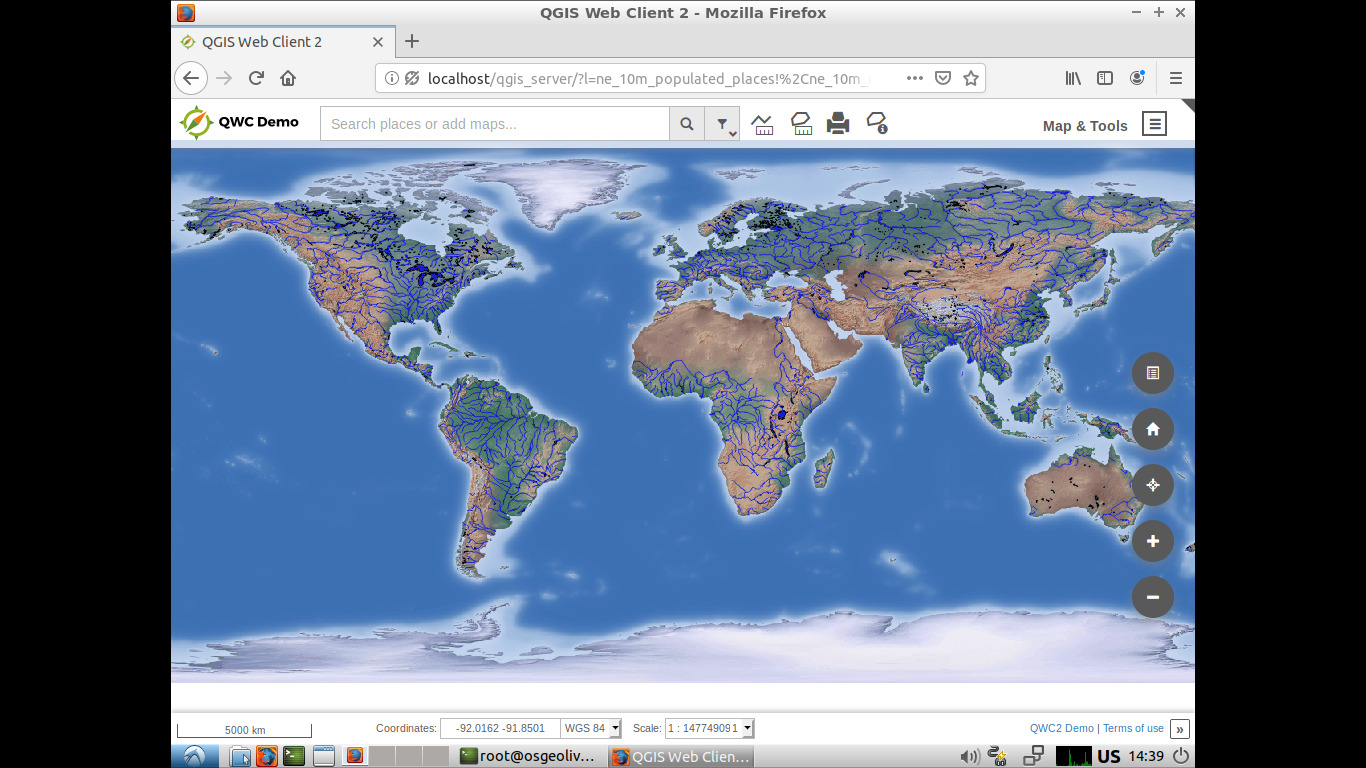 QGIS Web Client 2 - Mozilla Firefox
QGIS Web Client 2
localhost/qgis_server/?l=ne_10m_populated_places!%2Cne_10m_
QWC Demo
Search places or add maps...
Map & Tools
5000 km
Coordinates:
-92.0162 -91.8501
WGS 84
Scale:
1 : 147749091
QWC2 Demo | Terms of use
»
root@osgeoliv...
QGIS Web Clien...
US
14:39